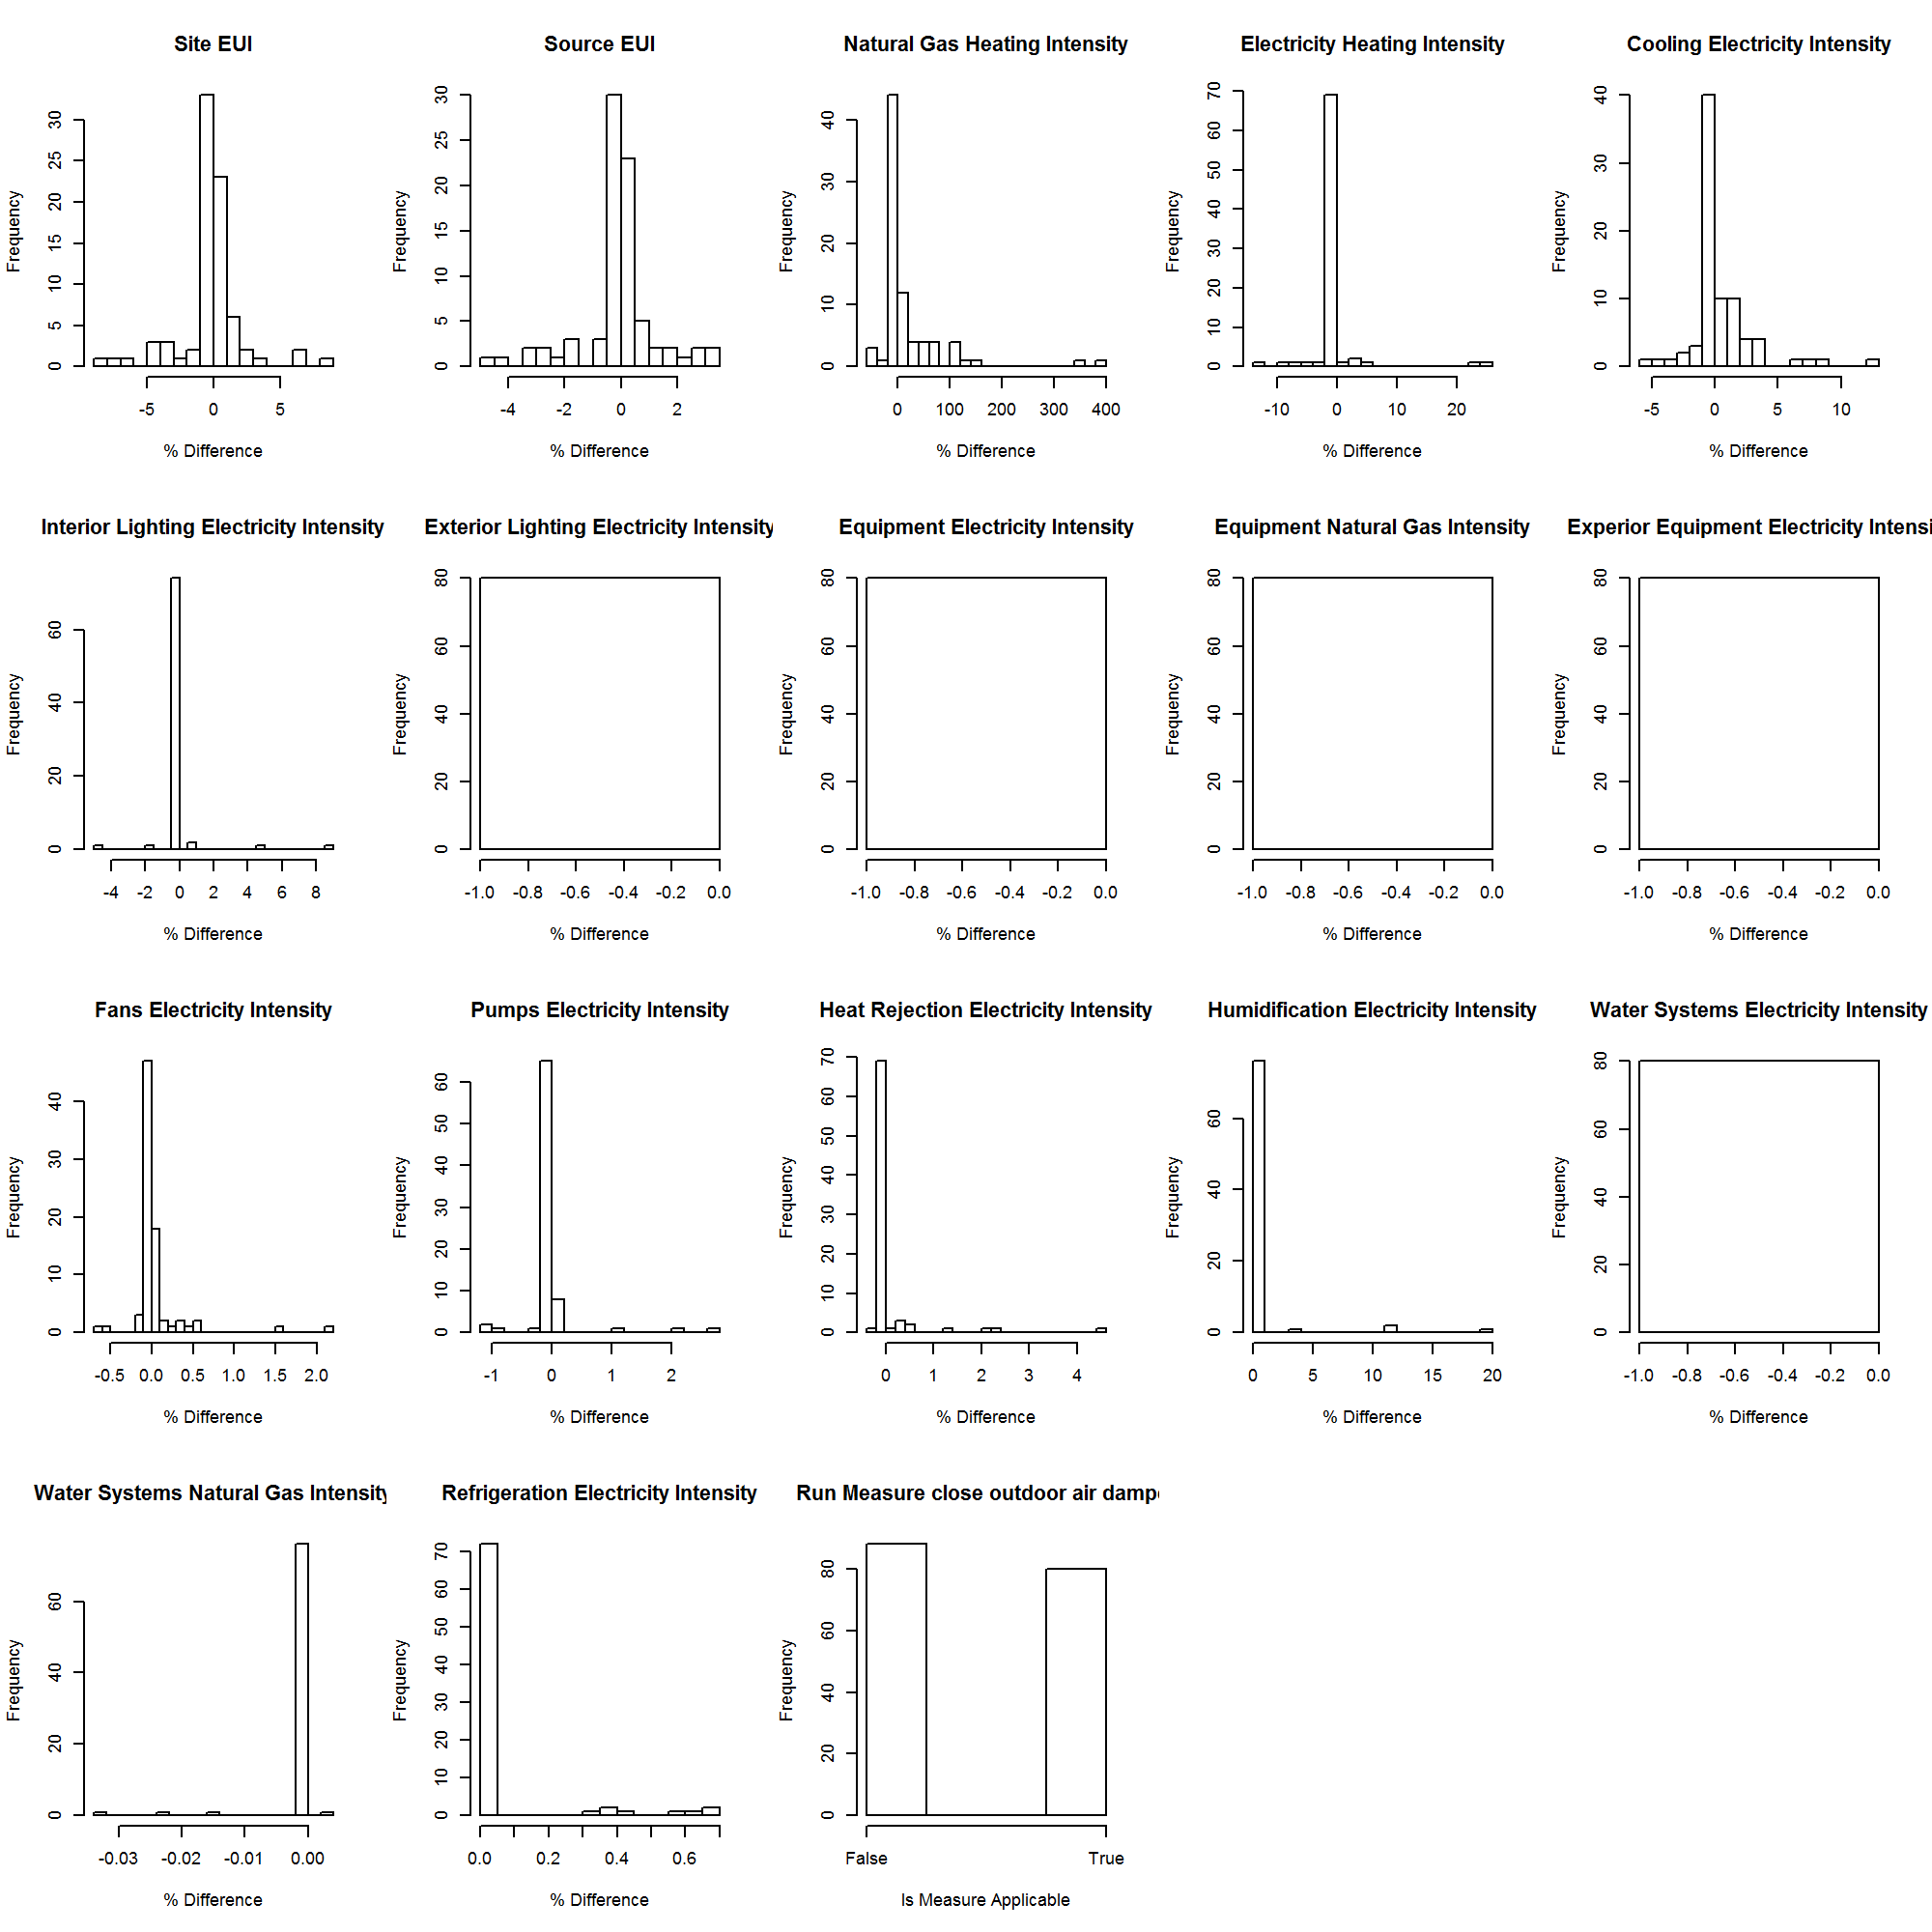 Site EUI
Frequency
30
25
20
15
10
5
0
-5 0 5
% Difference
Source EUI
Frequency
30
25
20
15
10
5
0
-4 -2 0 2
% Difference
Natural Gas Heating Intensity
Frequency
40
30
20
10
0
0 100 200 300 400
% Difference
Electricity Heating Intensity
Frequency
70
60
50
40
30
20
10
0
-10 0 10 20
% Difference
Cooling Electricity Intensity
Frequency
40
30
20
10
0
-5 0 5 10
% Difference
Interior Lighting Electricity Intensity
Frequency
60
40
20
0
-4 -2 0 2 4 6 8
% Difference
Exterior Lighting Electricity Intensity
Frequency
80
60
40
20
0
-1.0 -0.8 -0.6 -0.4 -0.2 0.0
% Difference
Equipment Electricity Intensity
Frequency
80
60
40
20
0
-1.0 -0.8 -0.6 -0.4 -0.2 0.0
% Difference
Equipment Natural Gas Intensity
Frequency
80
60
40
20
0
-1.0 -0.8 -0.6 -0.4 -0.2 0.0
% Difference
Experior Equipment Electricity Intensi
Frequency
80
60
40
20
0
-1.0 -0.8 -0.6 -0.4 -0.2 0.0
% Difference
Fans Electricity Intensity
Frequency
40
30
20
10
0
-0.5 0.0 0.5 1.0 1.5 2.0
% Difference
Pumps Electricity Intensity
Frequency
60
50
40
30
20
10
0
-1 0 1 2
% Difference
Heat Rejection Electricity Intensity
Frequency
70
60
50
40
30
20
10
0
0 1 2 3 4
% Difference
Humidification Electricity Intensity
Frequency
60
40
20
0
0 5 10 15 20
% Difference
Water Systems Electricity Intensity
Frequency
80
60
40
20
0
-1.0 -0.8 -0.6 -0.4 -0.2 0.0
% Difference
Water Systems Natural Gas Intensity
Frequency
60
40
20
0
-0.03 -0.02 -0.01 0.00
% Difference
Refrigeration Electricity Intensity
Frequency
70
60
50
40
30
20
10
0
0.0 0.2 0.4 0.6
% Difference
Run Measure close outdoor air damp
Frequency
80
60
40
20
0
False True
Is Measure Applicable